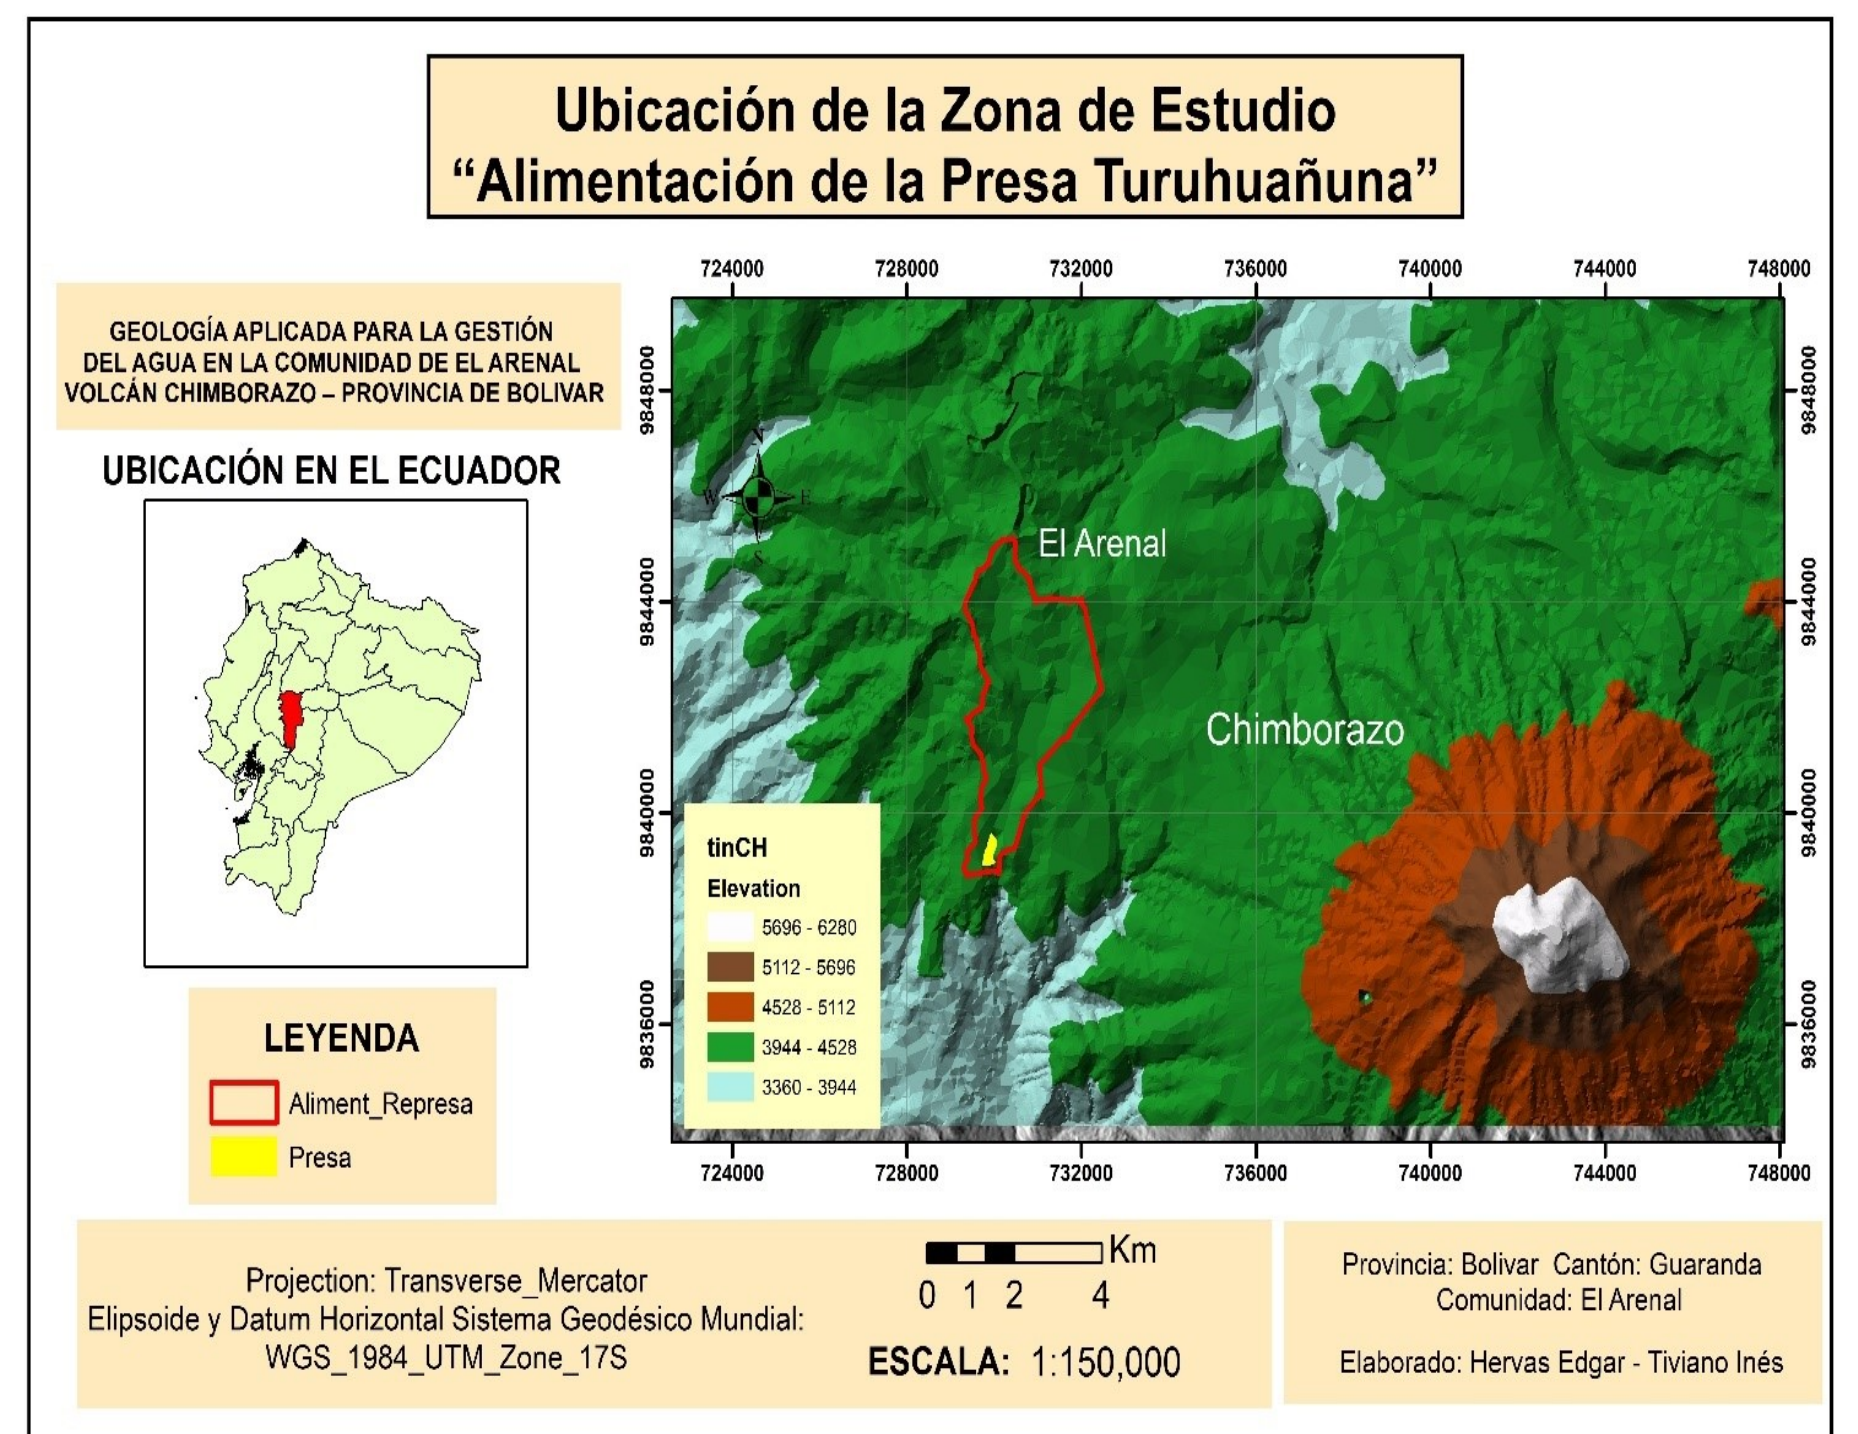 Ubicación de la Zona de Estudio
“Alimentación de la Presa Turuhuañuna”
GEOLOGÍA APLICADA PARA LA GESTIÓN
DEL AGUA EN LA COMUNIDAD DE EL ARENAL
VOLCÁN CHIMBORAZO – PROVINCIA DE BOLIVAR
UBICACIÓN EN EL ECUADOR
LEYENDA
Aliment_Represa
Presa
724000 728000 732000 736000 740000 744000 748000
9848000
9844000
9840000
9836000
N
W E
S
El Arenal
Chimborazo
tinCH
Elevation
5696 - 6280
5112 - 5696
4528 - 5112
3944 - 4528
3360 - 3944
9848000
9844000
9840000
9836000
724000 728000 732000 736000 740000 744000 748000
Projection: Transverse_Mercator
Elipsoide y Datum Horizontal Sistema Geodésico Mundial:
WGS_1984_UTM_Zone_17S
Km
0 1 2 4
ESCALA: 1:150,000
Provincia: Bolivar Cantón: Guaranda
Comunidad: El Arenal
Elaborado: Hervas Edgar - Tiviano Inés